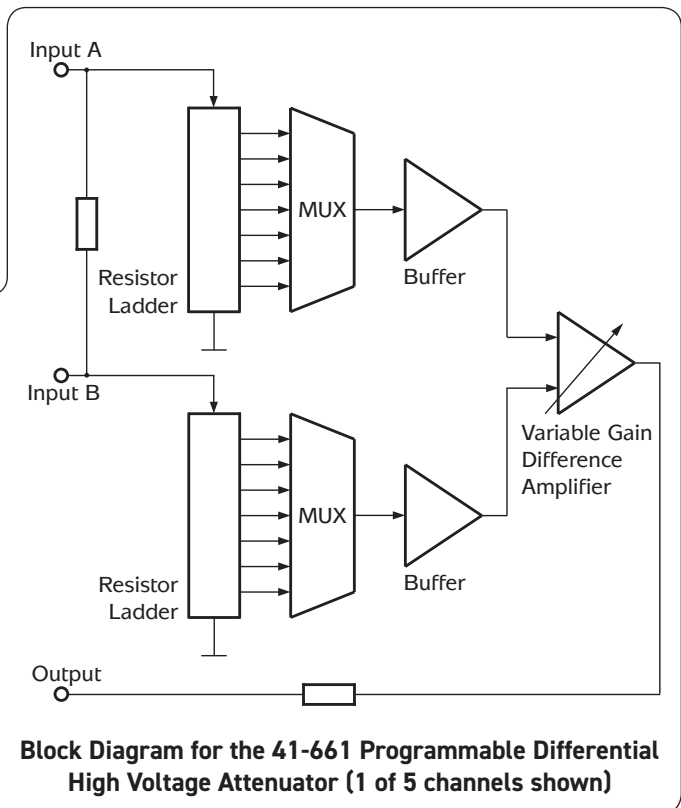 Input A
MUX
Resistor
Ladder
Buffer
Input B
Variable Gain
Difference
Amplifier
MUX
Resistor
Ladder
Buffer
Output
Block Diagram for the 41-661 Programmable Differential
High Voltage Attenuator (1 of 5 channels shown)